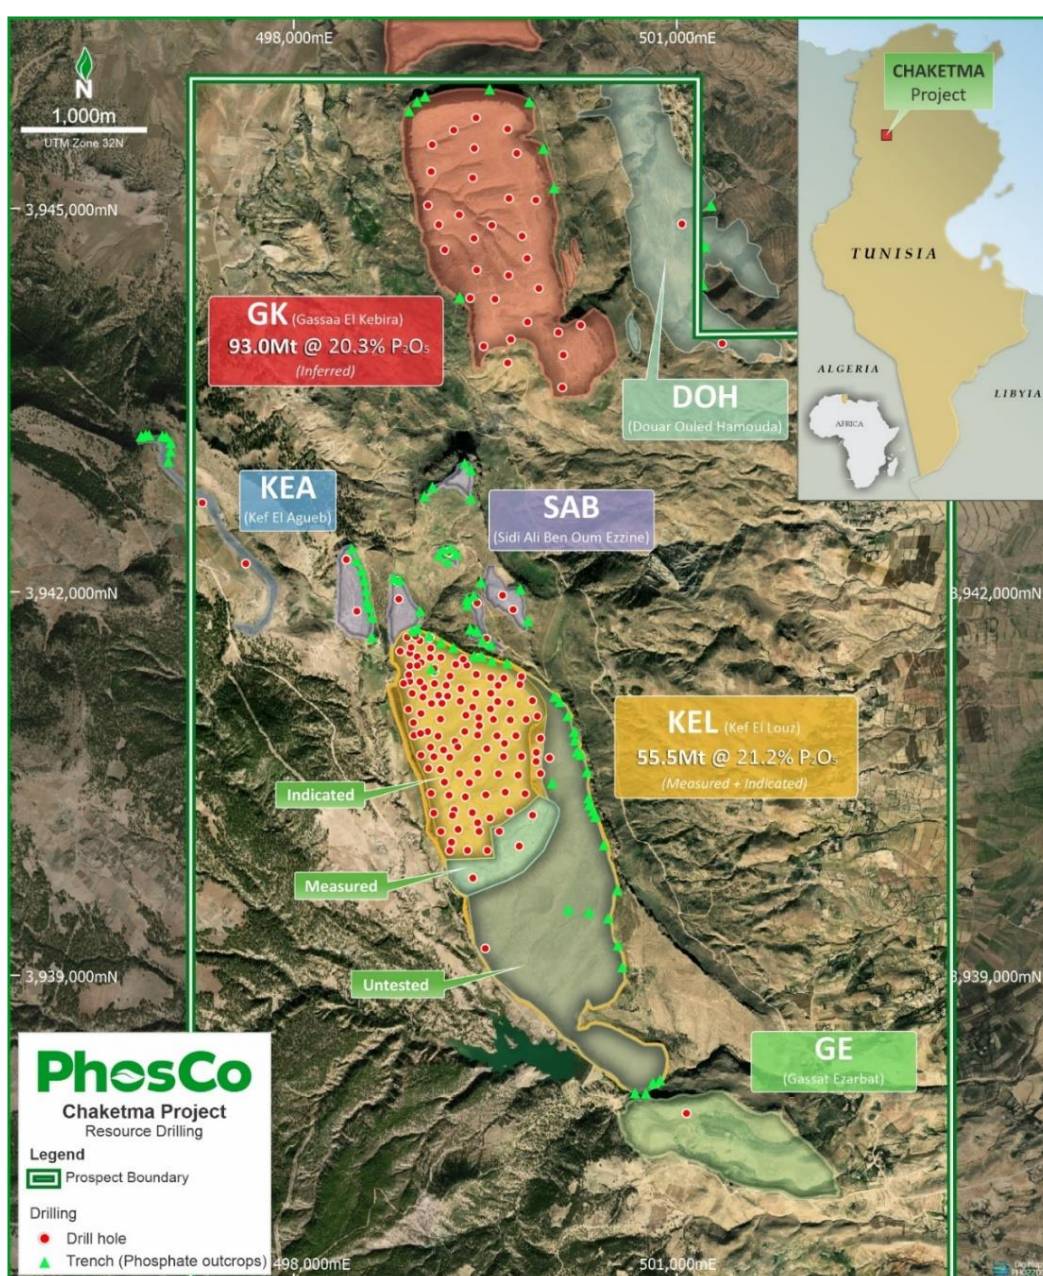 498,000mE
501,000mE
N
1,000m
UTM Zone 32N
CHAKETMA
Project
3,945,000mN
TUNISIA
GK (Gassaa El Kebira)
93.0Mt @ 20.3% P₂O₅
(Inferred)
ALGERIA
LIBYIA
AFRICA
DOH
(Douar Ouled Hamouda)
KEA
(Kef El Agueb)
SAB
(Sidi Ali Ben Oum Ezzine)
3,942,000mN
3,942,000mN
KEL (Kef El Louz)
55.5Mt @ 21.2% P₂O₅
(Measured + Indicated)
Indicated
Measured
Untested
3,939,000mN
3,939,000mN
GE
(Gassat Ezarbat)
PhosCo
Chaketma Project
Resource Drilling
Legend
Prospect Boundary
Drilling
Drill hole
Trench (Phosphate outcrops)
498,000mE
501,000mE